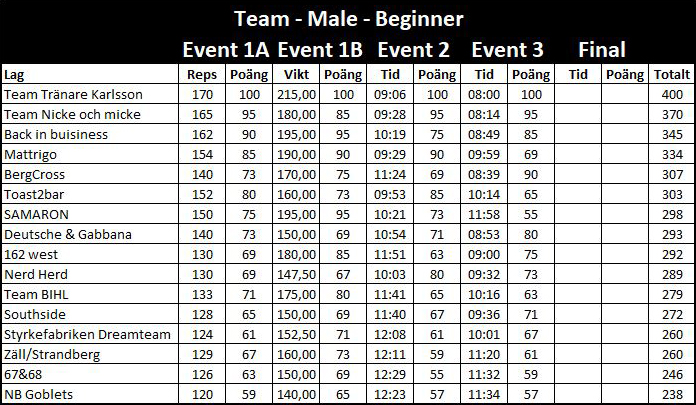 Team - Male - Beginner
Event 1A Event 1B Event 2 Event 3 Final
Lag Reps Poäng Vikt Poäng Tid Poäng Tid Poäng Tid Poäng Totalt
Team Tränare Karlsson 170 100 215,00 100 09:06 100 08:00 100 400
Team Nicke och micke 165 95 180,00 85 09:28 95 08:14 95 370
Back in buisiness 162 90 195,00 95 10:19 75 08:49 85 345
Mattrigo 154 85 190,00 90 09:29 90 09:59 69 334
BergCross 140 73 170,00 75 11:24 69 08:39 90 307
Toast2bar 152 80 160,00 73 09:53 85 10:14 65 303
SAMARON 150 75 195,00 95 10:21 73 11:58 55 298
Deutsche & Gabbana 140 73 150,00 69 10:54 71 08:53 80 293
162 west 130 69 180,00 85 11:51 63 09:00 75 292
Nerd Herd 130 69 147,50 67 10:03 80 09:32 73 289
Team BIHL 133 71 175,00 80 11:41 65 10:16 63 279
Southside 128 65 150,00 69 11:40 67 09:36 71 272
Styrkefabriken Dreamteam 124 61 152,50 71 12:08 61 10:01 67 260
Zäll/Strandberg 129 67 160,00 73 12:11 59 11:20 61 260
67&68 126 63 150,00 69 12:29 55 11:32 59 246
NB Goblets 120 59 140,00 65 12:23 57 11:34 57 238